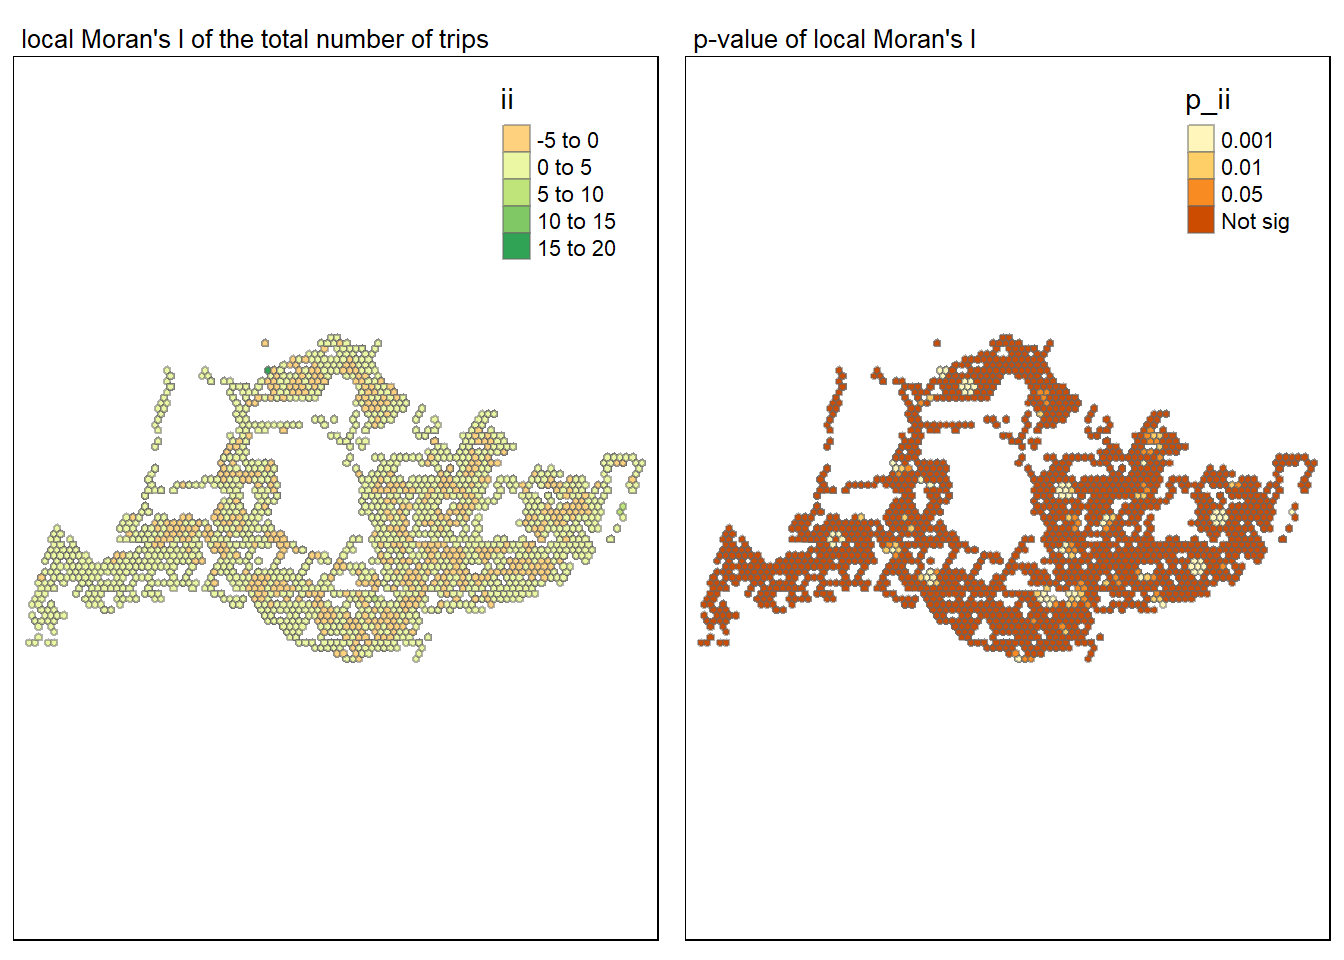 local Moran's I of the total number of trips
ii
-5 to 0
0 to 5
5 to 10
10 to 15
15 to 20
p-value of local Moran's I
p_ii
0.001
0.01
0.05
Not sig